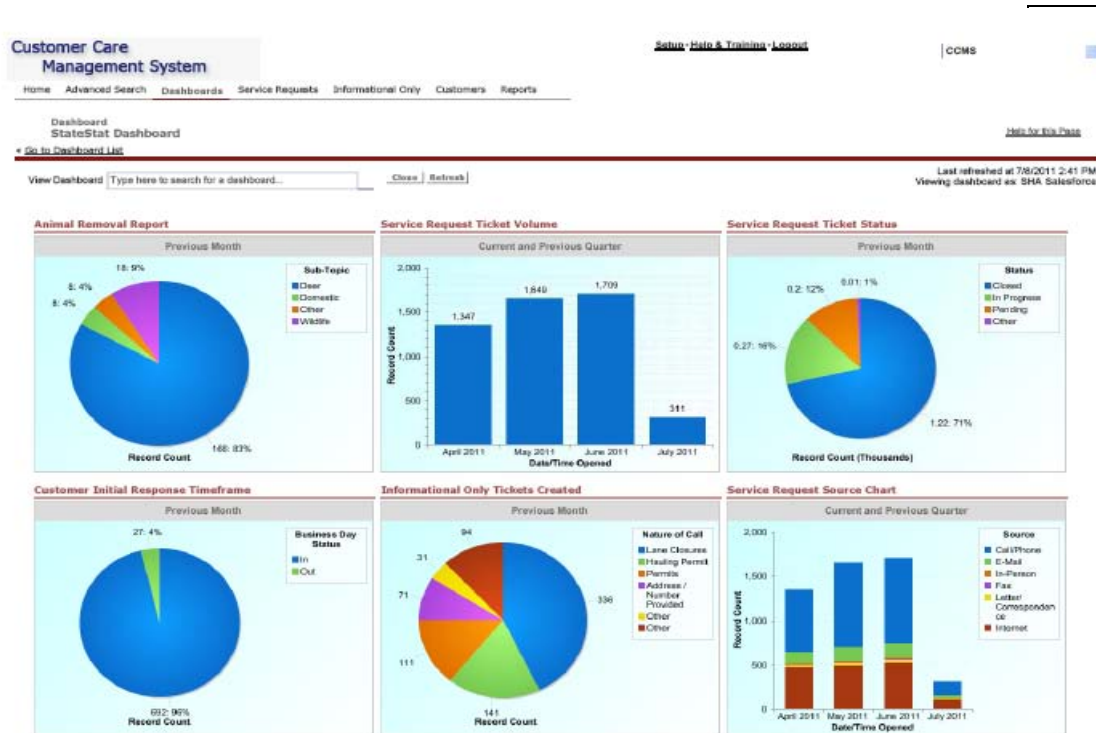 Customer Care
Management System
Setup · Help & Training · Logout
CCMS
Home Advanced Search Dashboards Service Requests Informational Only Customers Reports
Dashboard
StateStat Dashboard
Help for this Page
« Go to Dashboard List
View Dashboard Type here to search for a dashboard... Refresh
Last refreshed at 7/8/2011 2:41 PM
Viewing dashboard as: SHA Salesforce
Animal Removal Report
Previous Month
18: 9%
8: 4%
8: 4%
166: 83%
Record Count
Sub-Topic
Deer
Domestic
Other
Wildlife
Service Request Ticket Volume
Current and Previous Quarter
Record Count
2,000
1,500
1,000
500
0
1,347
1,649
1,709
311
April 2011 May 2011 June 2011 July 2011
Date/Time Opened
Service Request Ticket Status
Previous Month
0.2: 12%
0.01: 1%
0.27: 16%
1.22: 71%
Record Count (Thousands)
Status
Closed
In Progress
Pending
Other
Customer Initial Response Timeframe
Previous Month
27: 4%
692: 96%
Record Count
Business Day
Status
In
Out
Informational Only Tickets Created
Previous Month
94
31
71
111
141
336
Record Count
Nature of Call
Lane Closures
Hauling Permit
Permits
Address /
Number
Provided
Other
Other
Service Request Source Chart
Current and Previous Quarter
Record Count
2,000
1,500
1,000
500
0
April 2011 May 2011 June 2011 July 2011
Date/Time Opened
Source
Call/Phone
E-Mail
In-Person
Fax
Letter/
Corresponden
ce
Internet